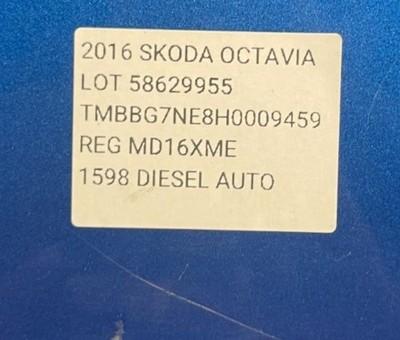 2016 SKODA OCTAVIA
LOT 58629955
TMBBG7NE8H0009459
REG MD16XME
1598 DIESEL AUTO